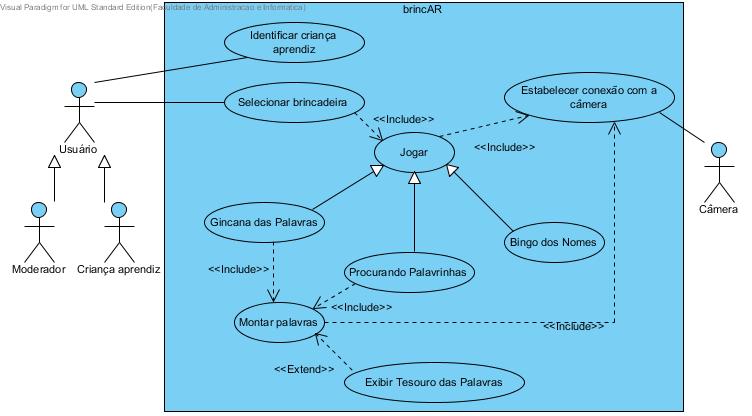 Visual Paradigm for UML Standard Edition(Faculdade de Administracao e Informatica)
brincAR
Identificar criança
aprendiz
Selecionar brincadeira
Estabelecer conexão com a
câmera
<<Include>>
<<Include>>
Jogar
Usuário
Câmera
Gincana das Palavras
Bingo dos Nomes
Moderador
Criança aprendiz
<<Include>>
Procurando Palavrinhas
<<Include>>
Montar palavras
<<Include>>
<<Extend>>
Exibir Tesouro das Palavras